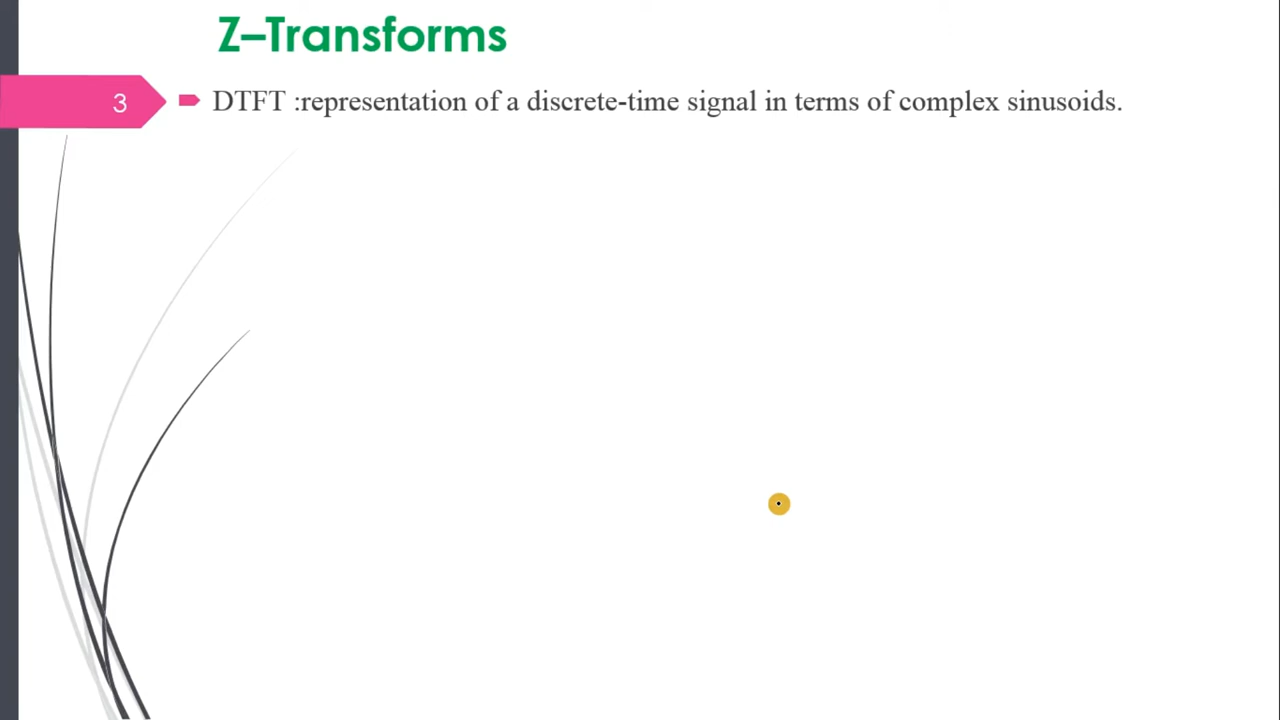 Z–Transforms
3
DTFT :representation of a discrete-time signal in terms of complex sinusoids.